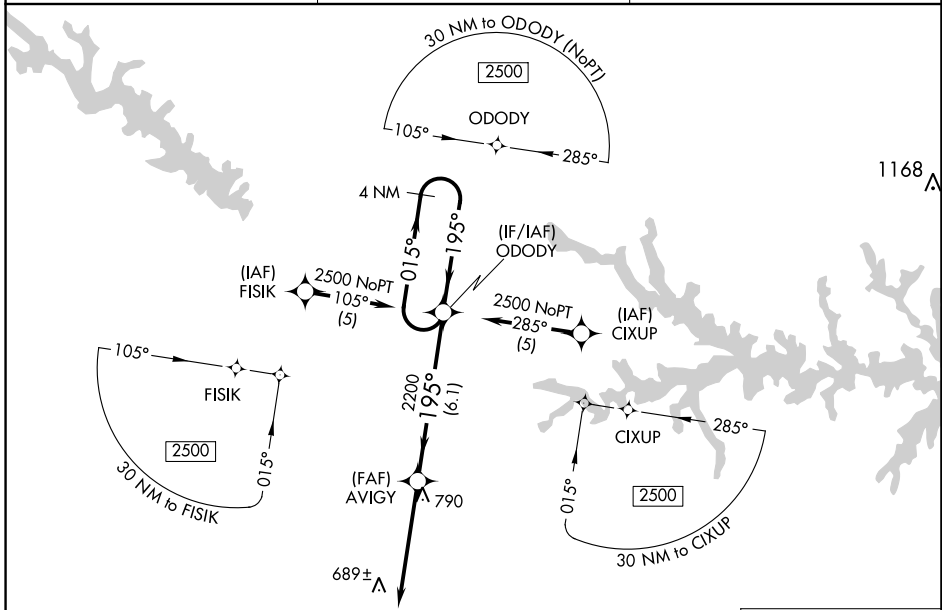 30 NM to ODODY (NoPT)
2500
ODODY
105°
285°
1168
4 NM
015°
195°
(IF/IAF)
ODODY
(IAF)
FISIK
2500 NoPT
105°
(5)
2500 NoPT
285°
(5)
(IAF)
CIXUP
105°
FISIK
2500
015°
30 NM to FISIK
2200
195°
(6.1)
(FAF)
AVIGY
790
689±
CIXUP
285°
015°
2500
30 NM to CIXUP